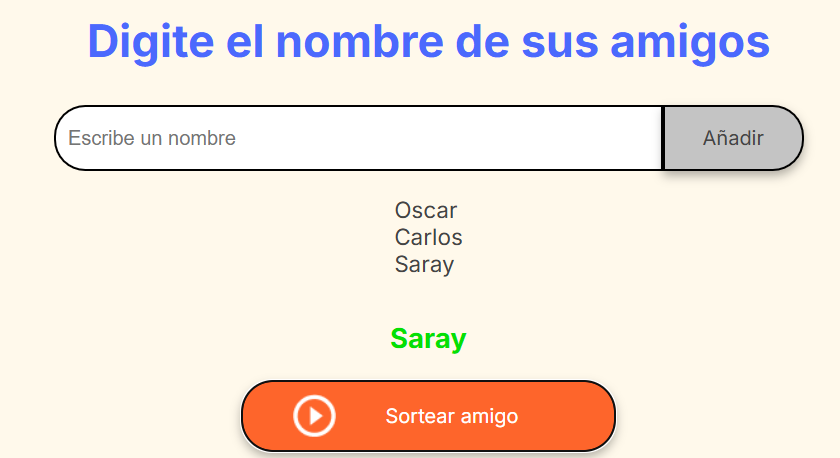 Digite el nombre de sus amigos
Escribe un nombre
Añadir
Oscar
Carlos
Saray
Saray
Sortear amigo